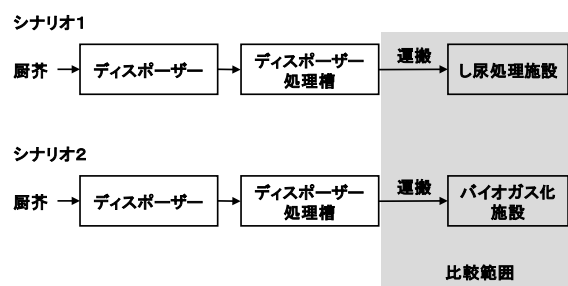 シナリオ1
厨芥
ディスポーザー
ディスポーザー
処理槽
運搬
し尿処理施設
シナリオ2
厨芥
ディスポーザー
ディスポーザー
処理槽
運搬
バイオガス化
施設
比較範囲